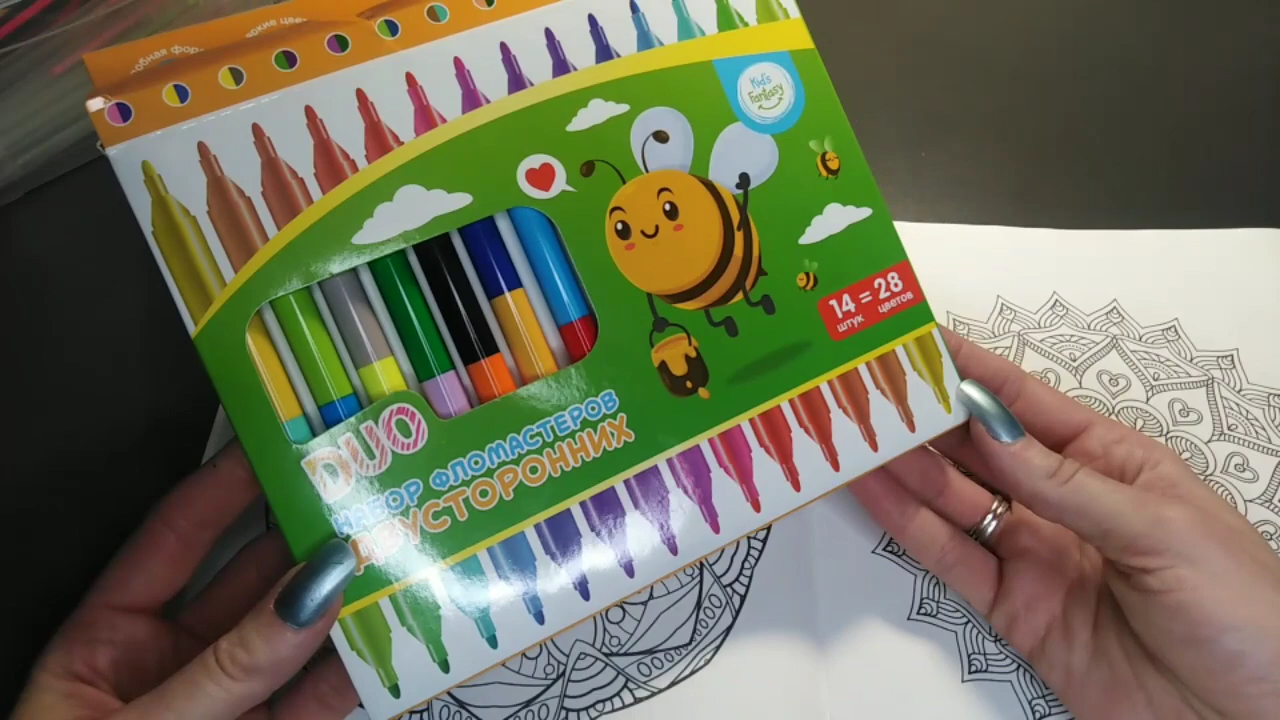 Kid's
Fantasy
14 = 28
штук цветов
DUO
НАБОР ФЛОМАСТЕРОВ
ДВУСТОРОННИХ